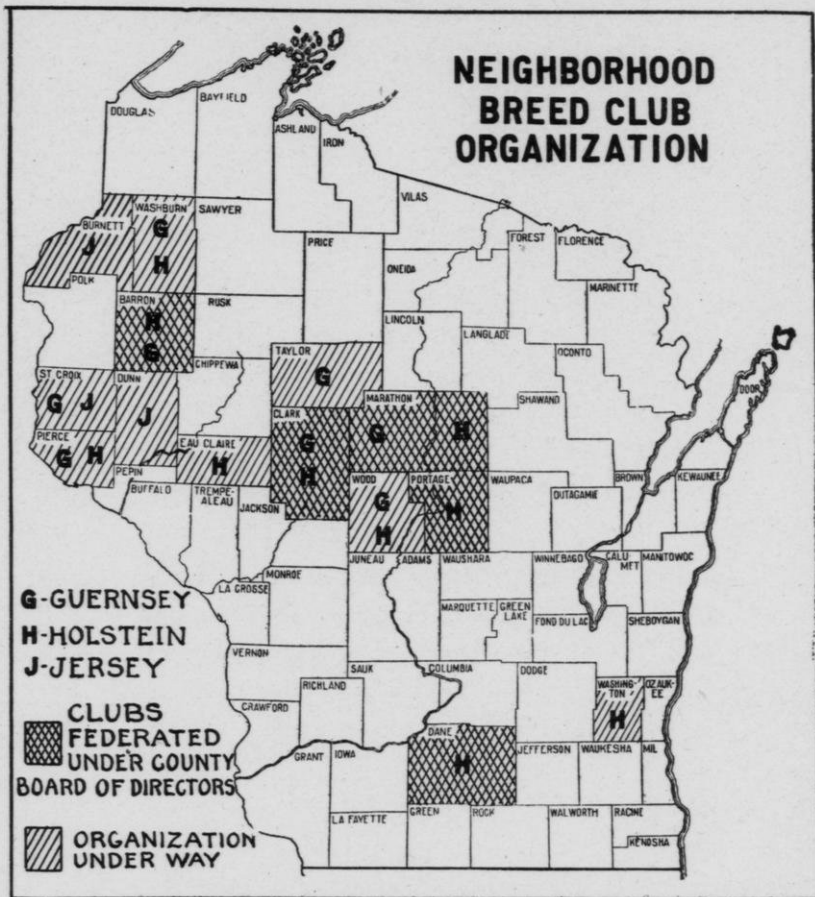 NEIGHBORHOOD
BREED CLUB
ORGANIZATION
DOUGLAS
BAYFIELD
ASHLAND
IRON
VILAS
BURNETT
J
WASHBURN
G
H
SAWYER
PRICE
ONEIDA
FOREST
FLORENCE
MARINETTE
POLK
BARRON
H
G
RUSK
LINCOLN
LANGLADE
OCONTO
CHIPPEWA
TAYLOR
G
ST CROIX
G J
DUNN
J
CLARK
G
H
MARATHON
G
H
SHAWANO
DOOR
PIERCE
G H
PEPIN
EAU CLAIRE
H
BUFFALO
TREMPE-
ALEAU
JACKSON
WOOD
G
H
PORTAGE
H
WAUPACA
OUTAGAMIE
BROWN
KEWAUNEE
MONROE
JUNEAU
ADAMS
WAUSHARA
WINNEBAGO
CALU
MET
MANITOWOC
LA CROSSE
MARQUETTE
GREEN
LAKE
FOND DU LAC
SHEBOYGAN
VERNON
SAUK
COLUMBIA
DODGE
WASHING-
TON
H
OZAUK-
EE
RICHLAND
CRAWFORD
DANE
H
JEFFERSON
WAUKESHA
MIL
GRANT
IOWA
LA FAYETTE
GREEN
ROCK
WALWORTH
RACINE
KENOSHA
G-GUERNSEY
H-HOLSTEIN
J-JERSEY
CLUBS
FEDERATED
UNDER COUNTY
BOARD OF DIRECTORS
ORGANIZATION
UNDER WAY